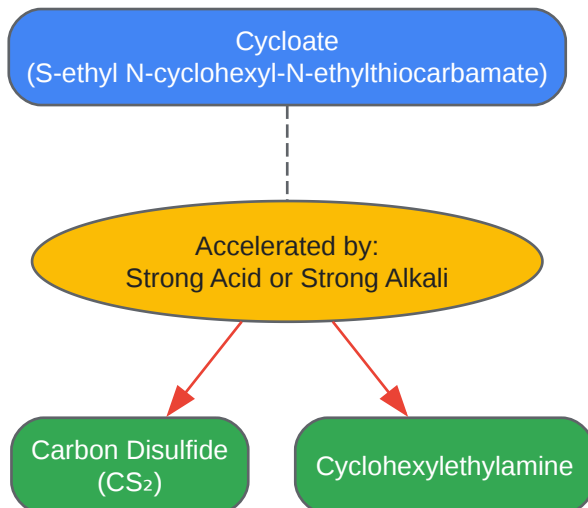 Cycloate
(S-ethyl N-cyclohexyl-N-ethylthiocarbamate)
Accelerated by:
Strong Acid or Strong Alkali
Carbon Disulfide
(CS₂)
Cyclohexylethylamine